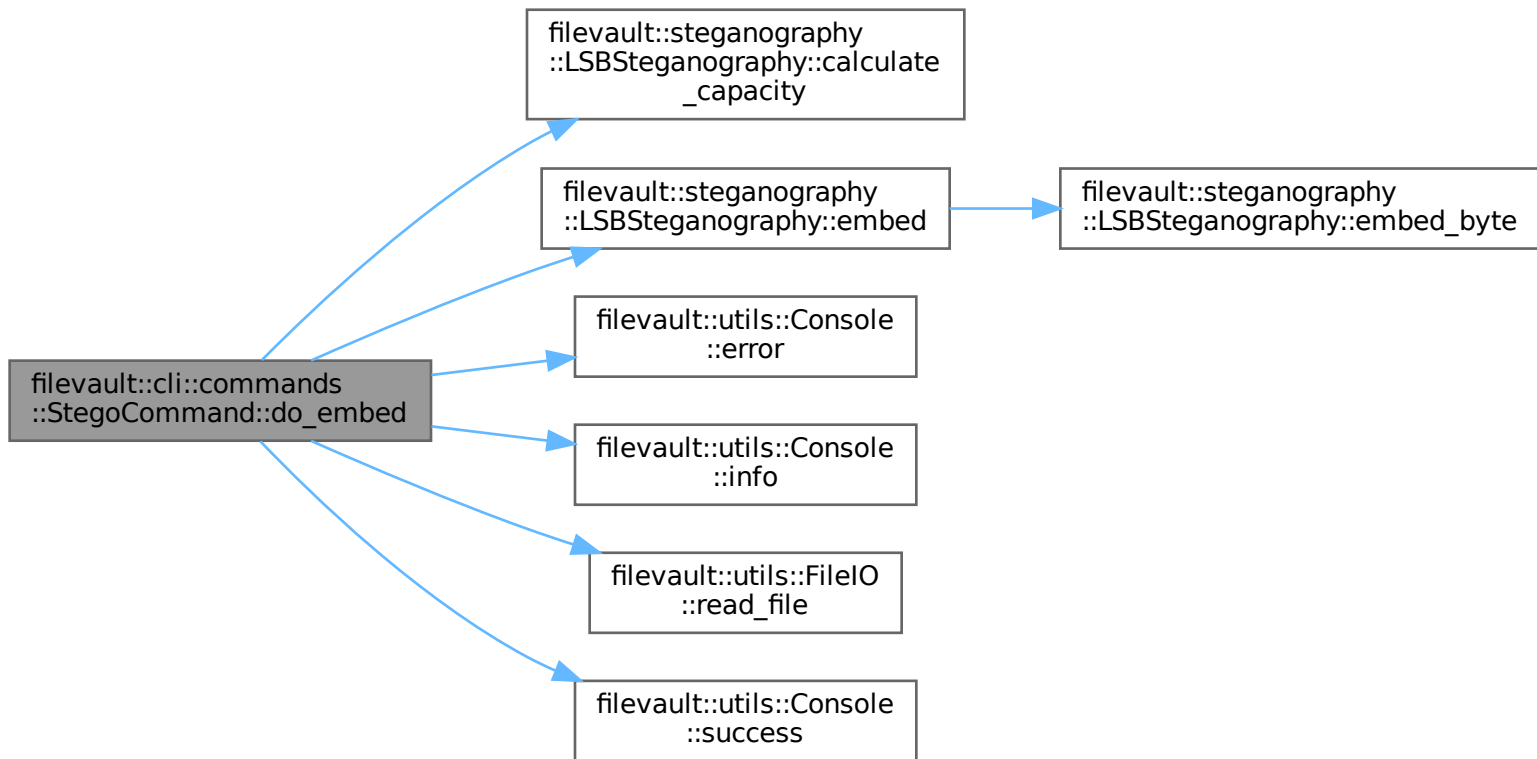 filevault::steganography
::LSBSteganography::calculate
_capacity
filevault::steganography
::LSBSteganography::embed
filevault::steganography
::LSBSteganography::embed_byte
filevault::utils::Console
::error
filevault::cli::commands
::StegoCommand::do_embed
filevault::utils::Console
::info
filevault::utils::FileIO
::read_file
filevault::utils::Console
::success